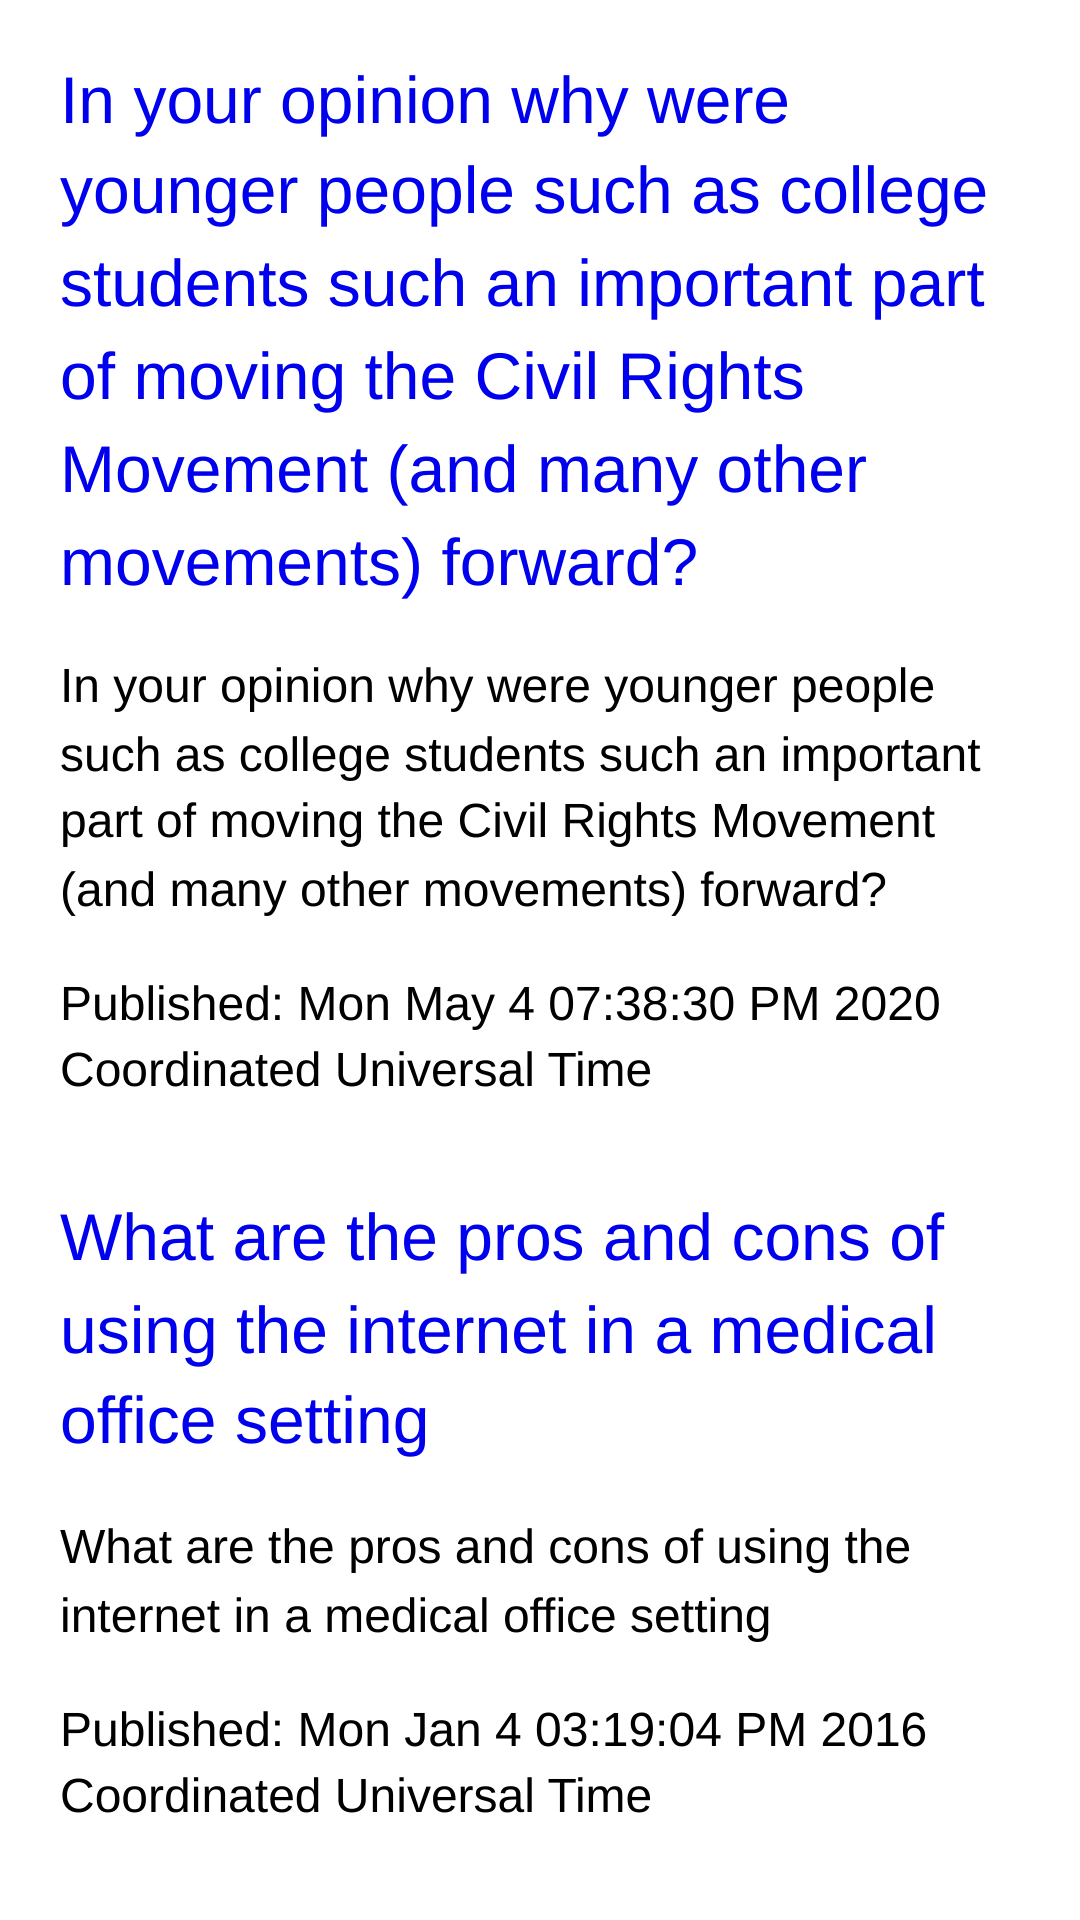 In your opinion why were
younger people such as college
students such an important part
of moving the Civil Rights
Movement (and many other
movements) forward?
In your opinion why were younger people
such as college students such an important
part of moving the Civil Rights Movement
(and many other movements) forward?
Published: Mon May 4 07:38:30 PM 2020
Coordinated Universal Time
What are the pros and cons of
using the internet in a medical
office setting
What are the pros and cons of using the
internet in a medical office setting
Published: Mon Jan 4 03:19:04 PM 2016
Coordinated Universal Time